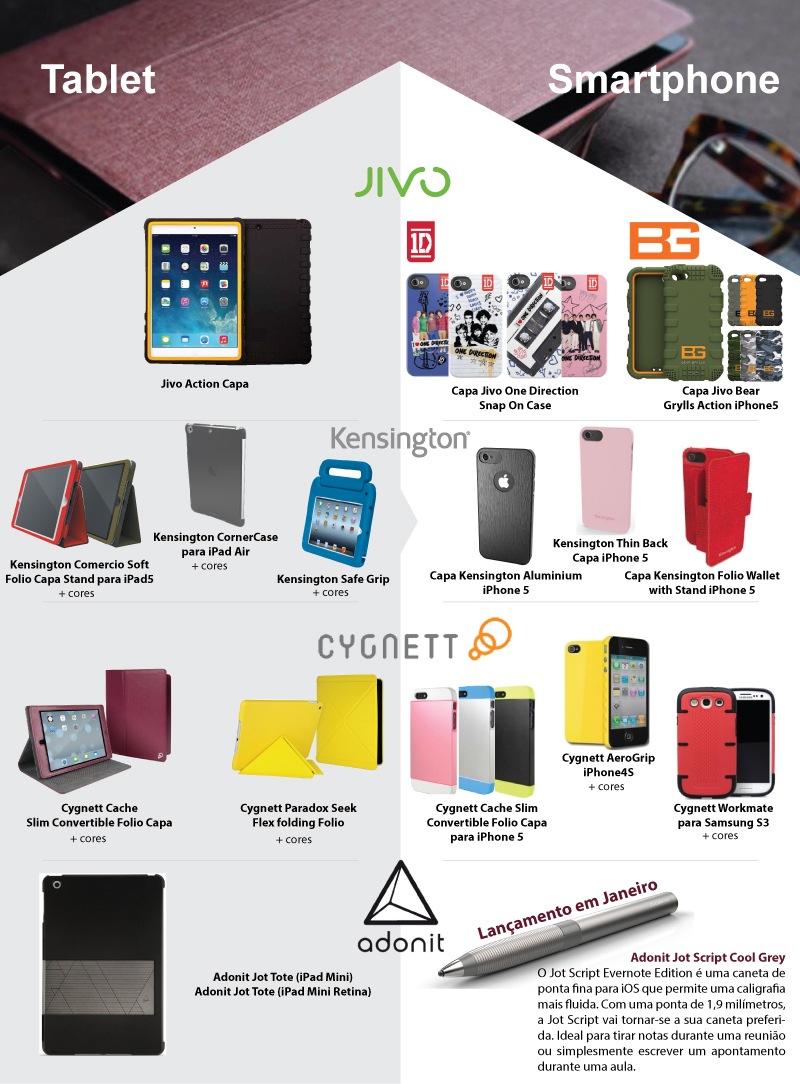 Tablet
Smartphone
JIVO
1D
BG
Jivo Action Capa
Capa Jivo One Direction
Snap On Case
Capa Jivo Bear
Grylls Action iPhone5
Kensington
Kensington Comercio Soft
Folio Capa Stand para iPad5
+ cores
Kensington CornerCase
para iPad Air
+ cores
Kensington Safe Grip
+ cores
Capa Kensington Aluminium
iPhone 5
Kensington Thin Back
Capa iPhone 5
Capa Kensington Folio Wallet
with Stand iPhone 5
CYGNETT
Cygnett Cache
Slim Convertible Folio Capa
+ cores
Cygnett Paradox Seek
Flex folding Folio
+ cores
Cygnett Cache Slim
Convertible Folio Capa
para iPhone 5
Cygnett AeroGrip
iPhone4S
+ cores
Cygnett Workmate
para Samsung S3
+ cores
adonit
Adonit Jot Tote (iPad Mini)
Adonit Jot Tote (iPad Mini Retina)
Lançamento em Janeiro
Adonit Jot Script Cool Grey
O Jot Script Evernote Edition é uma caneta de
ponta fina para iOS que permite uma caligrafia
mais fluida. Com uma ponta de 1,9 milímetros,
a Jot Script vai tornar-se a sua caneta preferi-
da. Ideal para tirar notas durante uma reunião
ou simplesmente escrever um apontamento
durante uma aula.